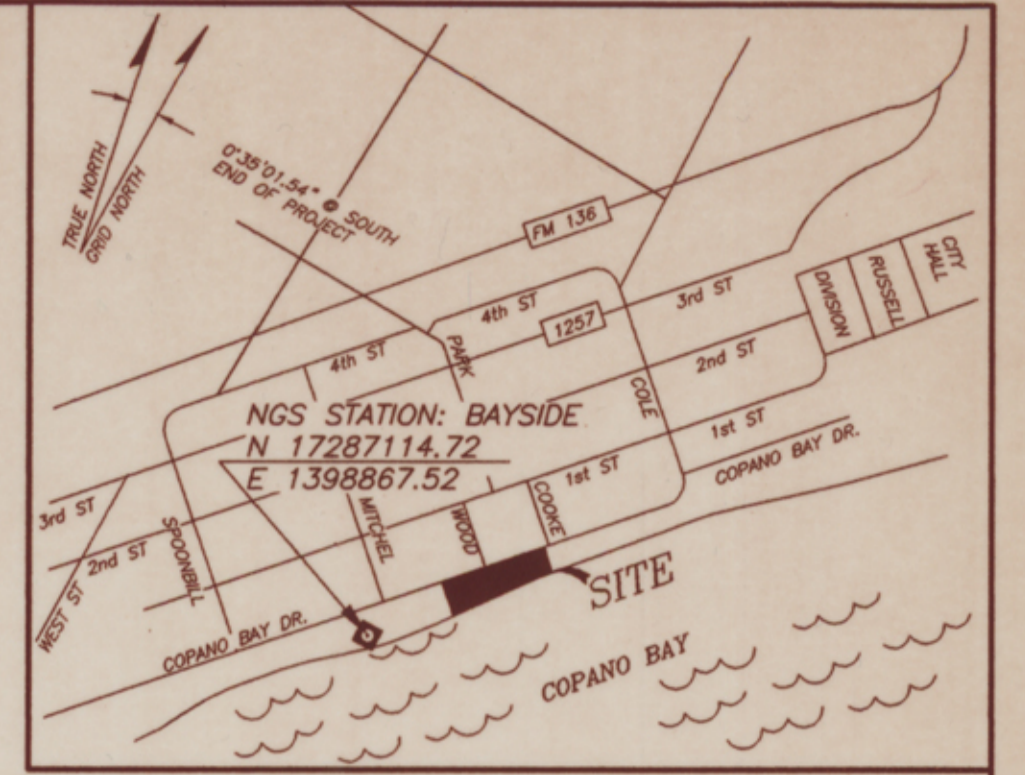 TRUE NORTH
GRID NORTH
0°35'01.54" @ SOUTH
END OF PROJECT
FM 136
4th ST
1257
3rd ST
DIVISION
RUSSELL
CITY
HALL
4th ST
PARK
2nd ST
COLE
NGS STATION: BAYSIDE
N 17287114.72
E 1398867.52
1st ST
COPANO BAY DR.
1st ST
3rd ST
2nd ST
WEST ST
SPOONBILL
MITCHEL
WOOD
COOKE
SITE
COPANO BAY DR.
COPANO BAY